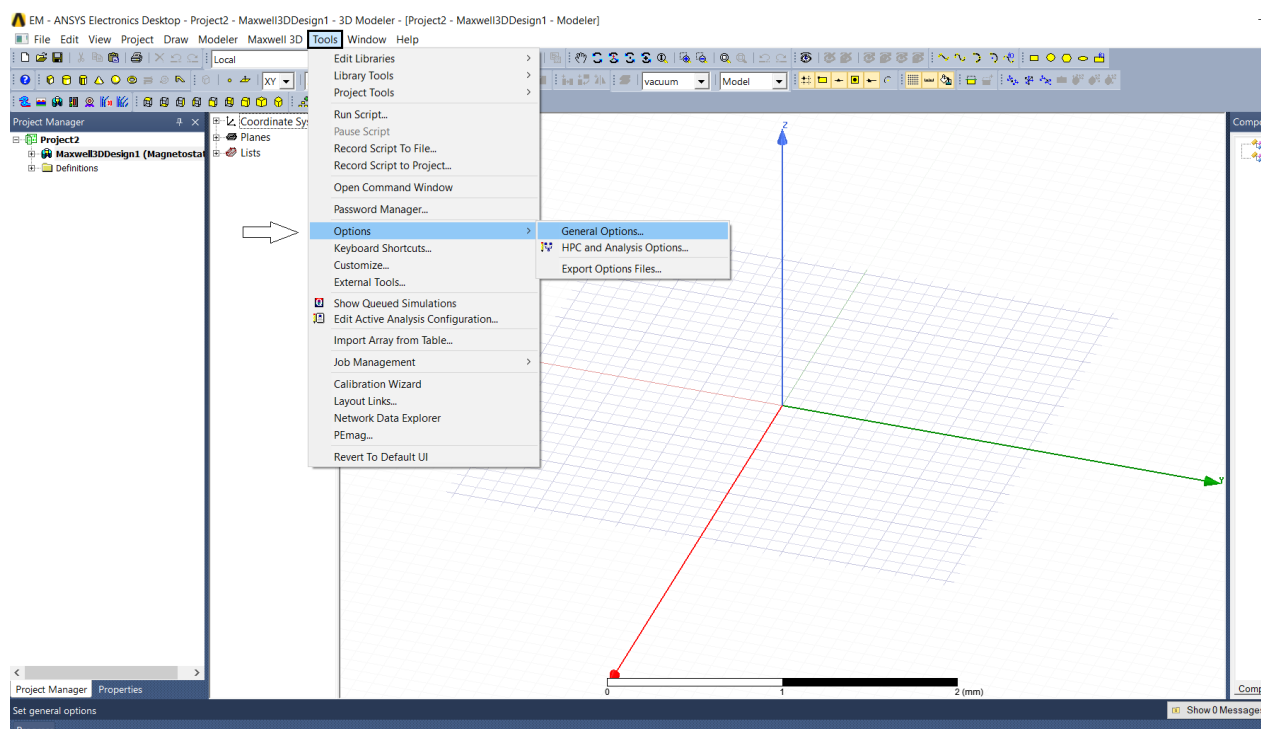 EM - ANSYS Electronics Desktop - Project2 - Maxwell3DDesign1 - 3D Modeler - [Project2 - Maxwell3DDesign1 - Modeler]
File Edit View Project Draw Modeler Maxwell 3D Tools Window Help
Local
XY
vacuum
Model
Project Manager
Project2
Maxwell3DDesign1 (Magnetostat
Definitions
Coordinate Sys
Planes
Lists
Edit Libraries
Library Tools
Project Tools
Run Script...
Pause Script
Record Script To File...
Record Script to Project...
Open Command Window
Password Manager...
Options
Keyboard Shortcuts...
Customize...
External Tools...
Show Queued Simulations
Edit Active Analysis Configuration...
Import Array from Table...
Job Management
Calibration Wizard
Layout Links...
Network Data Explorer
PEmag...
Revert To Default UI
General Options...
HPC and Analysis Options...
Export Options Files...
Z
Y
0 1 2 (mm)
Compo
Project Manager Properties
Comp
Set general options
Show 0 Messages